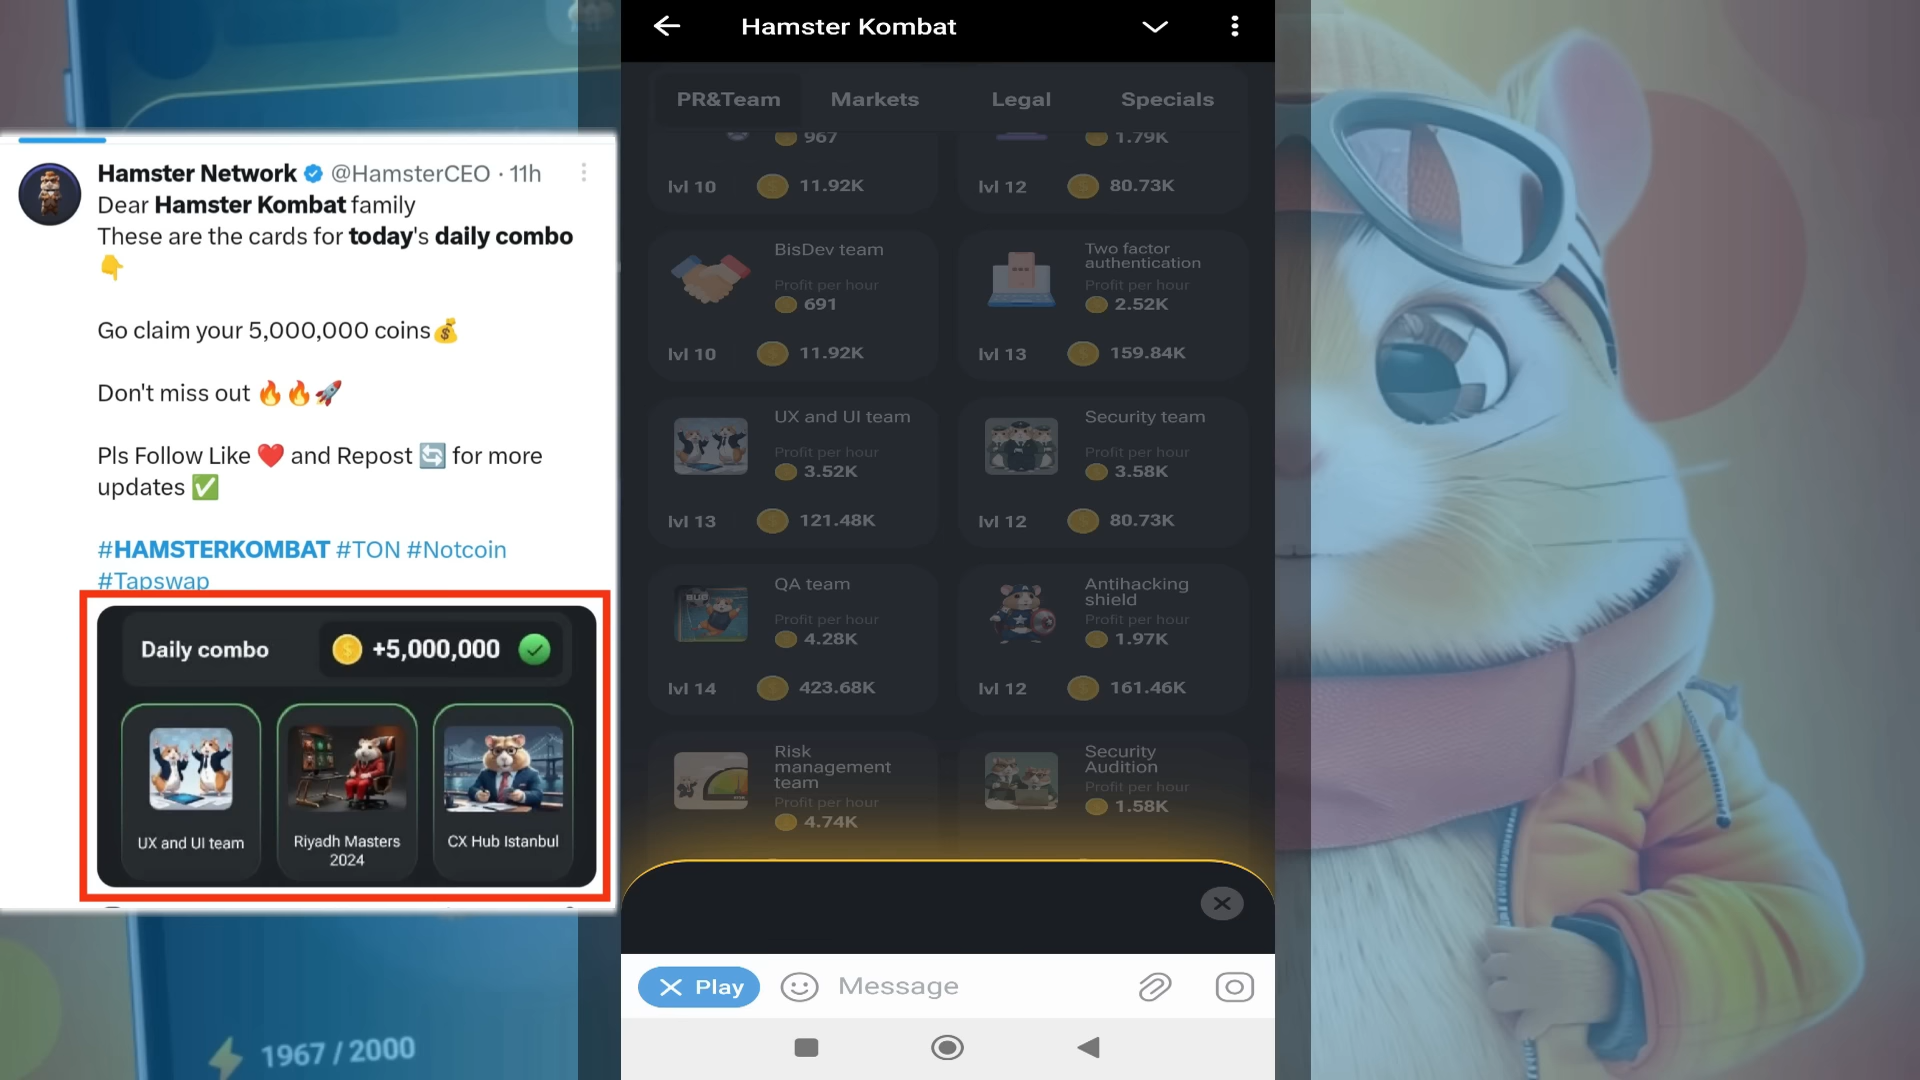 Hamster Network @HamsterCEO · 11h
Dear Hamster Kombat family
These are the cards for today's daily combo
👇
Go claim your 5,000,000 coins💰
Don't miss out 🔥🔥🚀
Pls Follow Like ❤️ and Repost 🔄 for more
updates ✅
#HAMSTERKOMBAT #TON #Notcoin
#Tapswap
Daily combo +5,000,000
UX and UI team
Riyadh Masters
2024
CX Hub Istanbul
1967 / 2000
Hamster Kombat
PR&Team Markets Legal Specials
967
1.79K
lvl 10 11.92K
lvl 12 80.73K
BisDev team
Profit per hour
691
lvl 10 11.92K
Two factor
authentication
Profit per hour
2.52K
lvl 13 159.84K
UX and UI team
Profit per hour
3.52K
lvl 13 121.48K
Security team
Profit per hour
3.58K
lvl 12 80.73K
QA team
Profit per hour
4.28K
lvl 14 423.68K
Antihacking
shield
Profit per hour
1.97K
lvl 12 161.46K
Risk
management
team
Profit per hour
4.74K
Security
Audition
Profit per hour
1.58K
Play Message